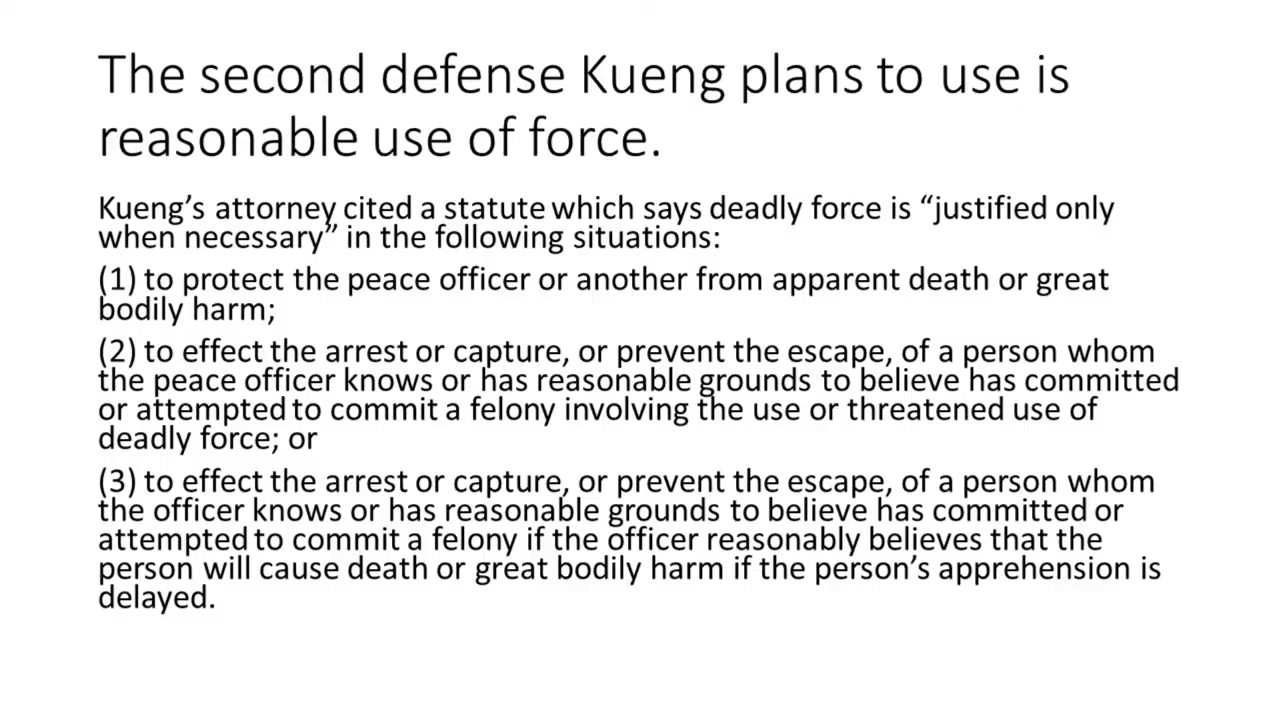 The second defense Kueng plans to use is
reasonable use of force.
Kueng’s attorney cited a statute which says deadly force is “justified only
when necessary” in the following situations:
(1) to protect the peace officer or another from apparent death or great
bodily harm;
(2) to effect the arrest or capture, or prevent the escape, of a person whom
the peace officer knows or has reasonable grounds to believe has committed
or attempted to commit a felony involving the use or threatened use of
deadly force; or
(3) to effect the arrest or capture, or prevent the escape, of a person whom
the officer knows or has reasonable grounds to believe has committed or
attempted to commit a felony if the officer reasonably believes that the
person will cause death or great bodily harm if the person’s apprehension is
delayed.